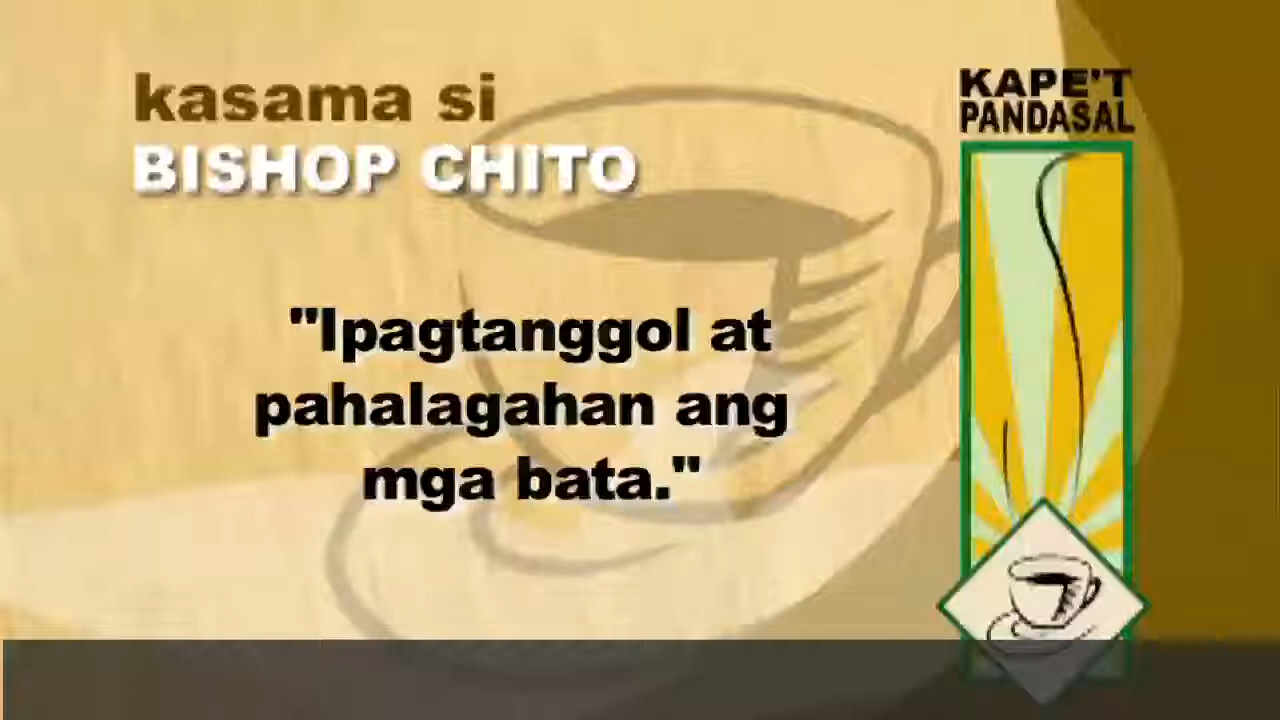 kasama si
BISHOP CHITO
KAPE'T
PANDASAL
"Ipagtanggol at
pahalagahan ang
mga bata."